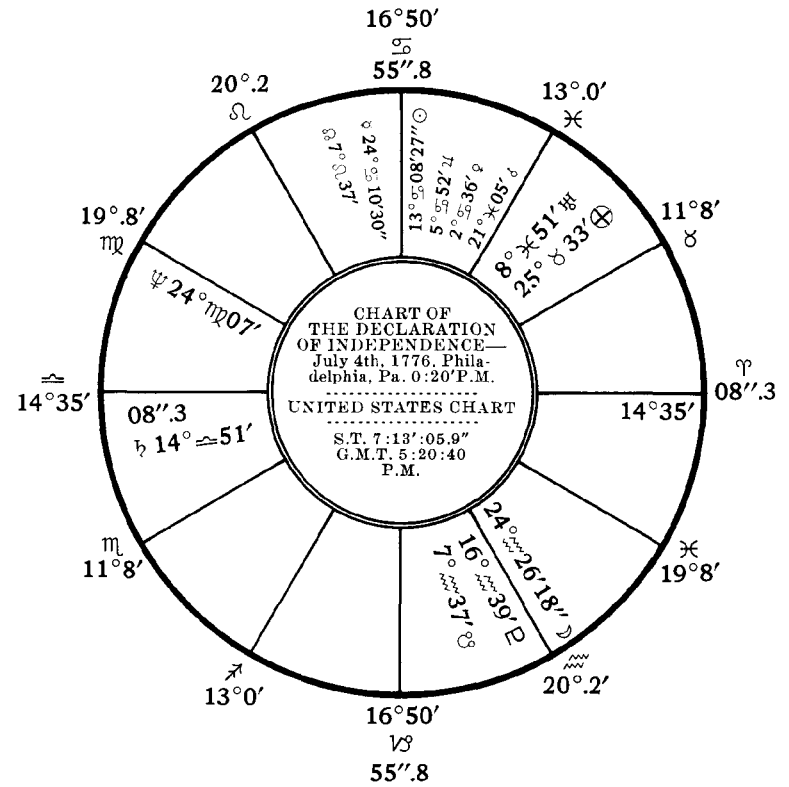 16°50′
♋
55″.8
20°.2
♌
13°.0′
♓
19°.8′
♍
11°8′
♉
♎
14°35′
♈
08″.3
14°35′
♏
11°8′
♓
19°8′
♐
13°0′
♒
20°.2′
16°50′
♑
55″.8
☊ 7° ♌ 37′
☿ 24° ♋ 10′30″
13° ♋ 08′27″ ☉
5° ♋ 52′ ♃
2° ♋ 36′ ♀
8° ♓ 51′ ♅
25° ♉ 33′ ⊕
♆ 24° ♍ 07′
08″.3
♄ 14° ♎ 51′
24° ♒ 26′18″ ☽
16° ♒ 39′ ♇
7° ♒ 37′ ☋
CHART OF
THE DECLARATION
OF INDEPENDENCE—
July 4th, 1776, Phila-
delphia, Pa. 0:20′P.M.
UNITED STATES CHART
S.T. 7:13′:05.9″
G.M.T. 5:20:40
P.M.